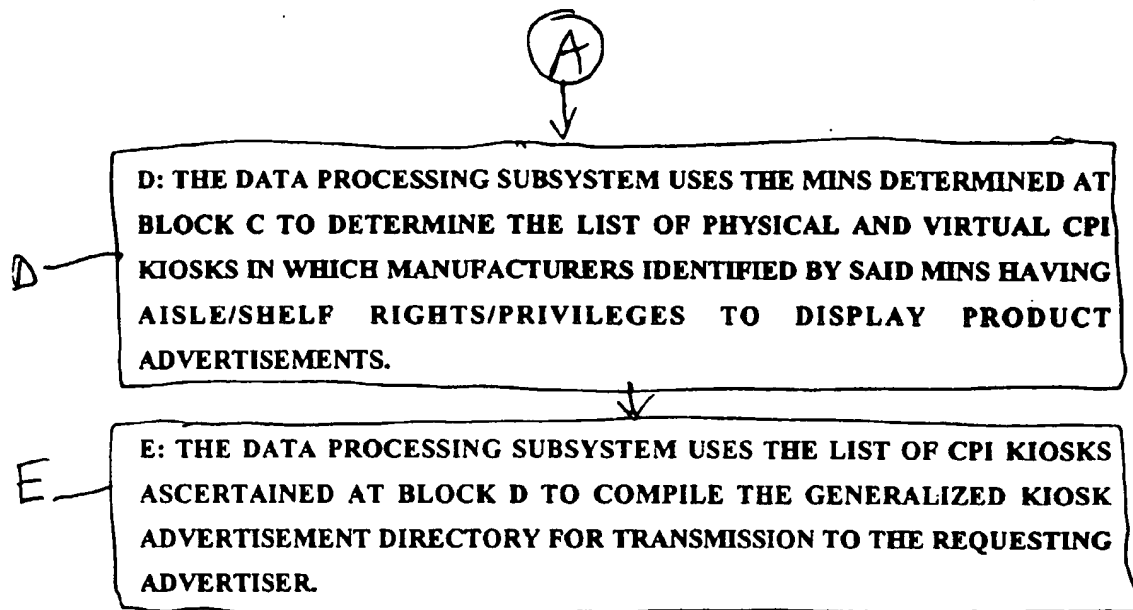 A
D: THE DATA PROCESSING SUBSYSTEM USES THE MINS DETERMINED AT
BLOCK C TO DETERMINE THE LIST OF PHYSICAL AND VIRTUAL CPI
KIOSKS IN WHICH MANUFACTURERS IDENTIFIED BY SAID MINS HAVING
AISLE/SHELF RIGHTS/PRIVILEGES TO DISPLAY PRODUCT
ADVERTISEMENTS.
D
E: THE DATA PROCESSING SUBSYSTEM USES THE LIST OF CPI KIOSKS
ASCERTAINED AT BLOCK D TO COMPILE THE GENERALIZED KIOSK
ADVERTISEMENT DIRECTORY FOR TRANSMISSION TO THE REQUESTING
ADVERTISER.
E